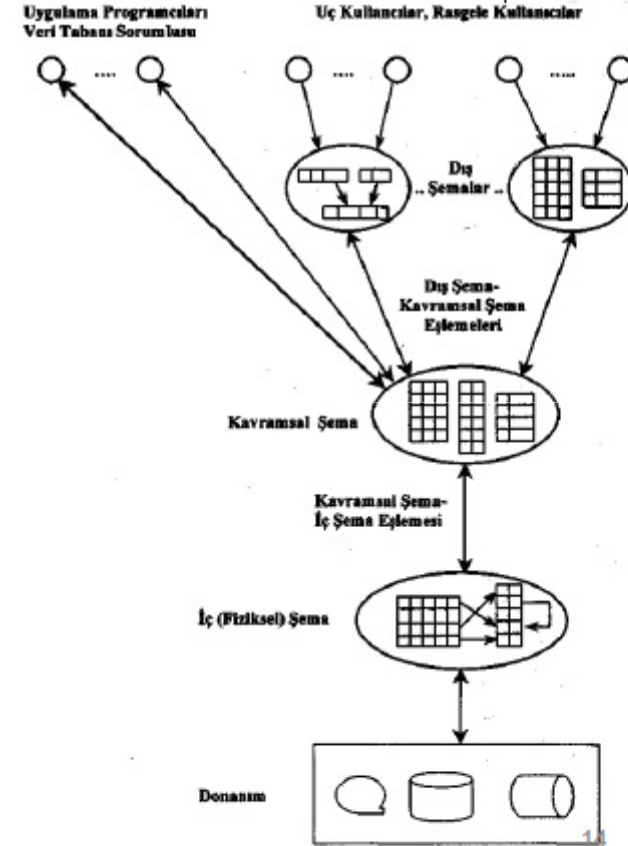 Uygulama Programcıları
Veri Tabanı Sorumlusu
Uç Kullanıcılar, Rasgele Kullanıcılar
Dış
.. Şemalar ..
Dış Şema-
Kavramsal Şema
Eşlemeleri
Kavramsal Şema
Kavramsal Şema-
İç Şema Eşlemesi
İç (Fiziksel) Şema
Donanım
14